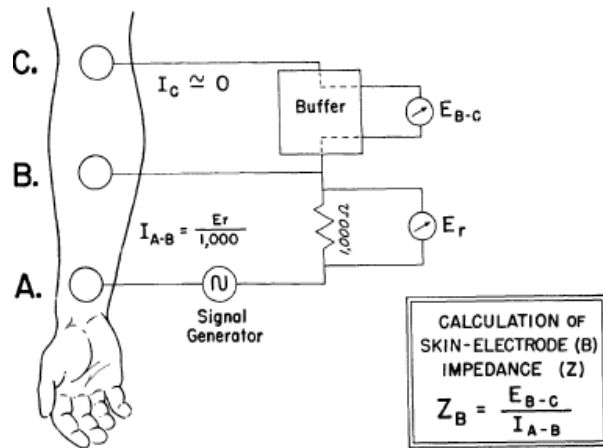 C.
I_C ≃ 0
Buffer
E_B-C
B.
I_A-B = Er / 1,000
1,000Ω
E_r
A.
Signal
Generator
CALCULATION OF
SKIN-ELECTRODE (B)
IMPEDANCE (Z)
Z_B = E_B-C / I_A-B